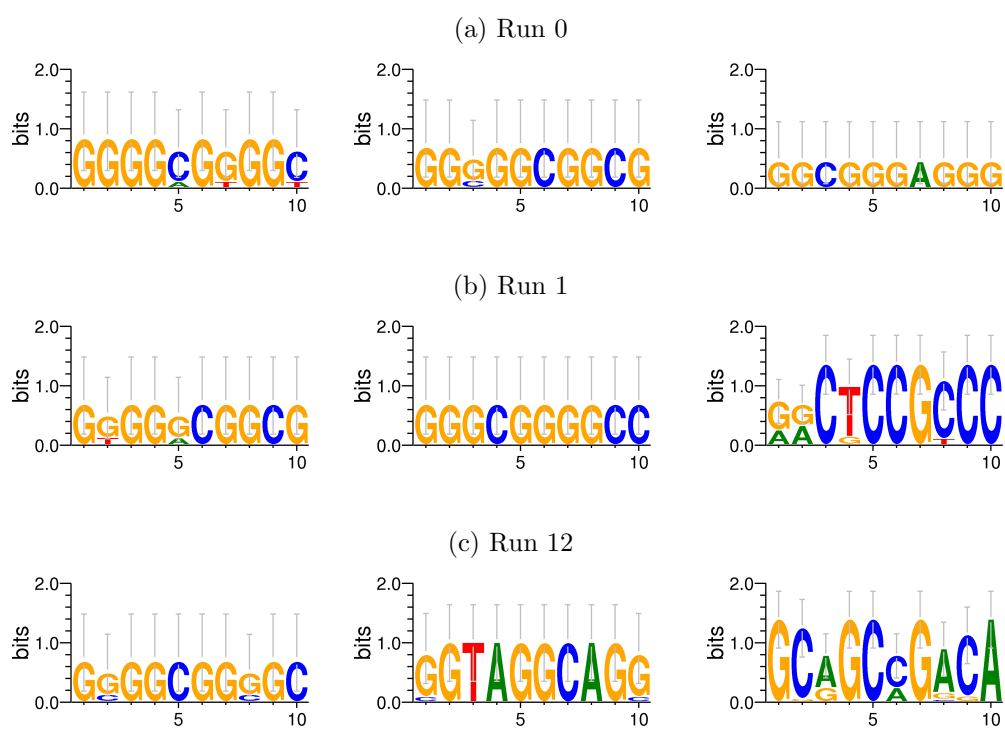 (a) Run 0
2.0
bits
1.0
0.0
GGGGCGGGGC
A T T
5 10
2.0
bits
1.0
0.0
GGGGGCGGCG
C
5 10
2.0
bits
1.0
0.0
GGCGGGAGGG
5 10
(b) Run 1
2.0
bits
1.0
0.0
GGGGGCGGCG
T A
5 10
2.0
bits
1.0
0.0
GGGCGGGGCC
5 10
2.0
bits
1.0
0.0
GGCTCCGCCC
A A G T
5 10
(c) Run 12
2.0
bits
1.0
0.0
GGGGCGGGGC
C C
5 10
2.0
bits
1.0
0.0
GGTAGGCAGG
C C
5 10
2.0
bits
1.0
0.0
GCAGCCGACA
G A G
5 10